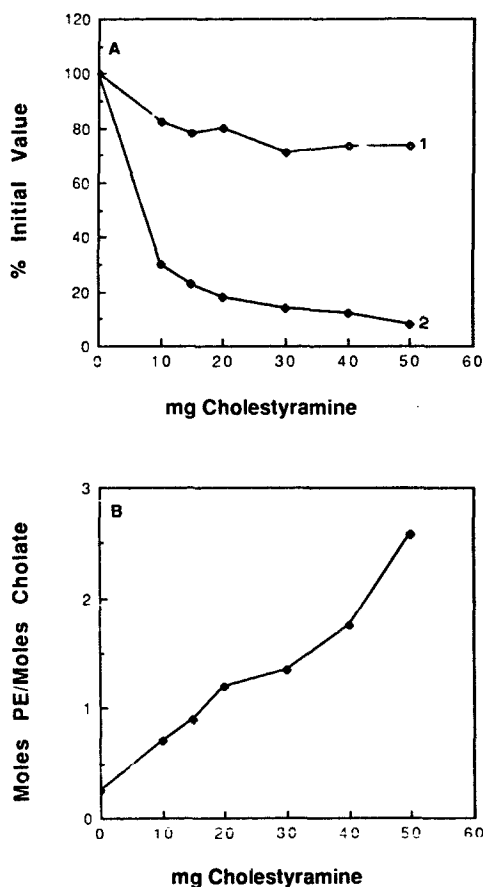 A
120
100
80
60
40
20
0
% Initial Value
1
2
0 10 20 30 40 50 60
mg Cholestyramine
B
3
2
1
0
Moles PE/Moles Cholate
0 10 20 30 40 50 60
mg Cholestyramine